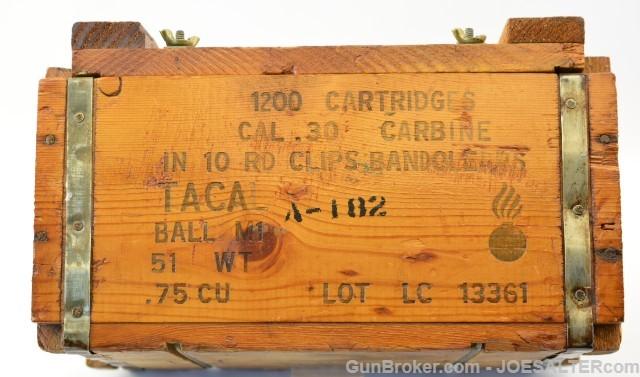 1200 CARTRIDGES
CAL .30 CARBINE
IN 10 RD CLIPS, BANDOLEERS
TACAL A-182
BALL M1
51 WT
.75 CU LOT LC 13361
GunBroker.com - JOESALTER.com